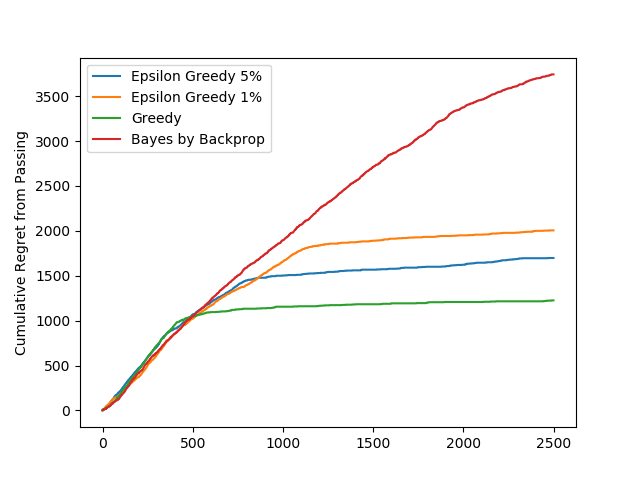 Epsilon Greedy 5%
Epsilon Greedy 1%
Greedy
Bayes by Backprop
Cumulative Regret from Passing
3500
3000
2500
2000
1500
1000
500
0
0 500 1000 1500 2000 2500